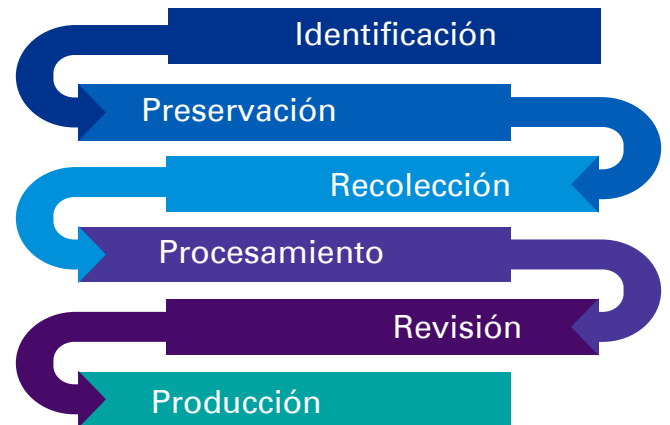 Identificación
Preservación
Recolección
Procesamiento
Revisión
Producción